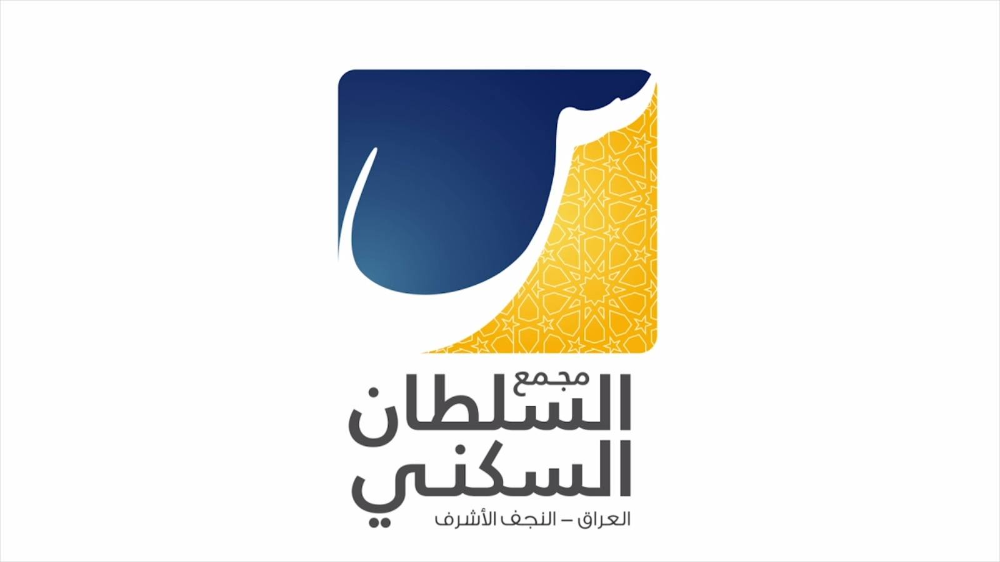 مجمع
السلطان
السكني
العراق – النجف الأشرف